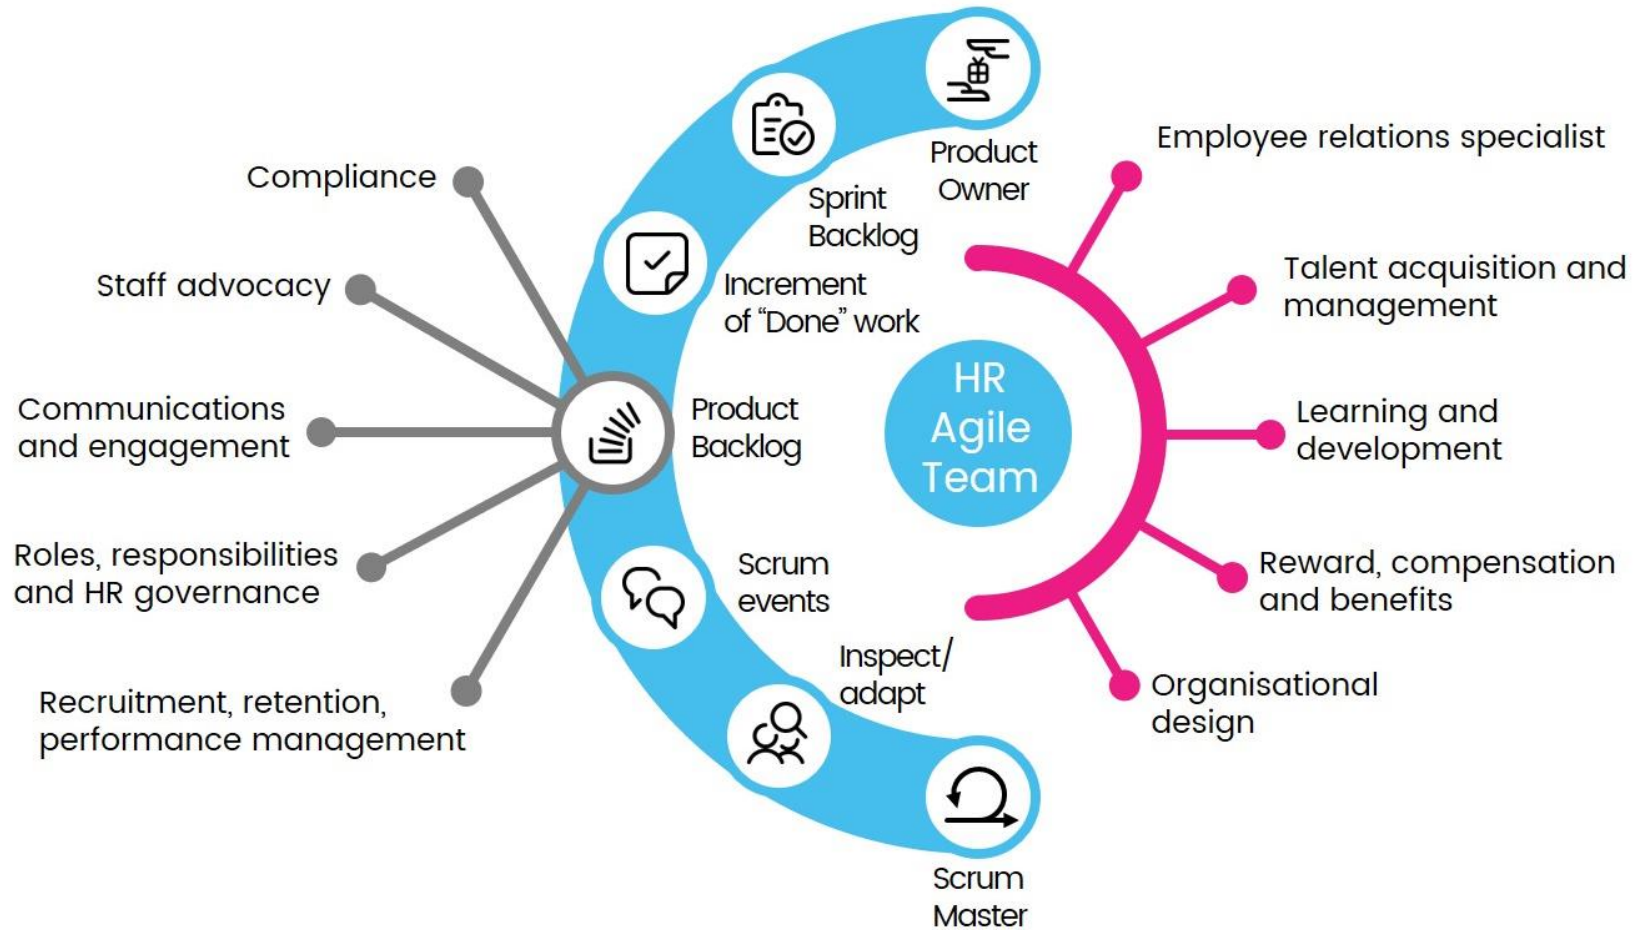 Compliance
Staff advocacy
Communications
and engagement
Roles, responsibilities
and HR governance
Recruitment, retention,
performance management
Product
Owner
Sprint
Backlog
Increment
of “Done” work
Product
Backlog
Scrum
events
Inspect/
adapt
Scrum
Master
HR
Agile
Team
Employee relations specialist
Talent acquisition and
management
Learning and
development
Reward, compensation
and benefits
Organisational
design